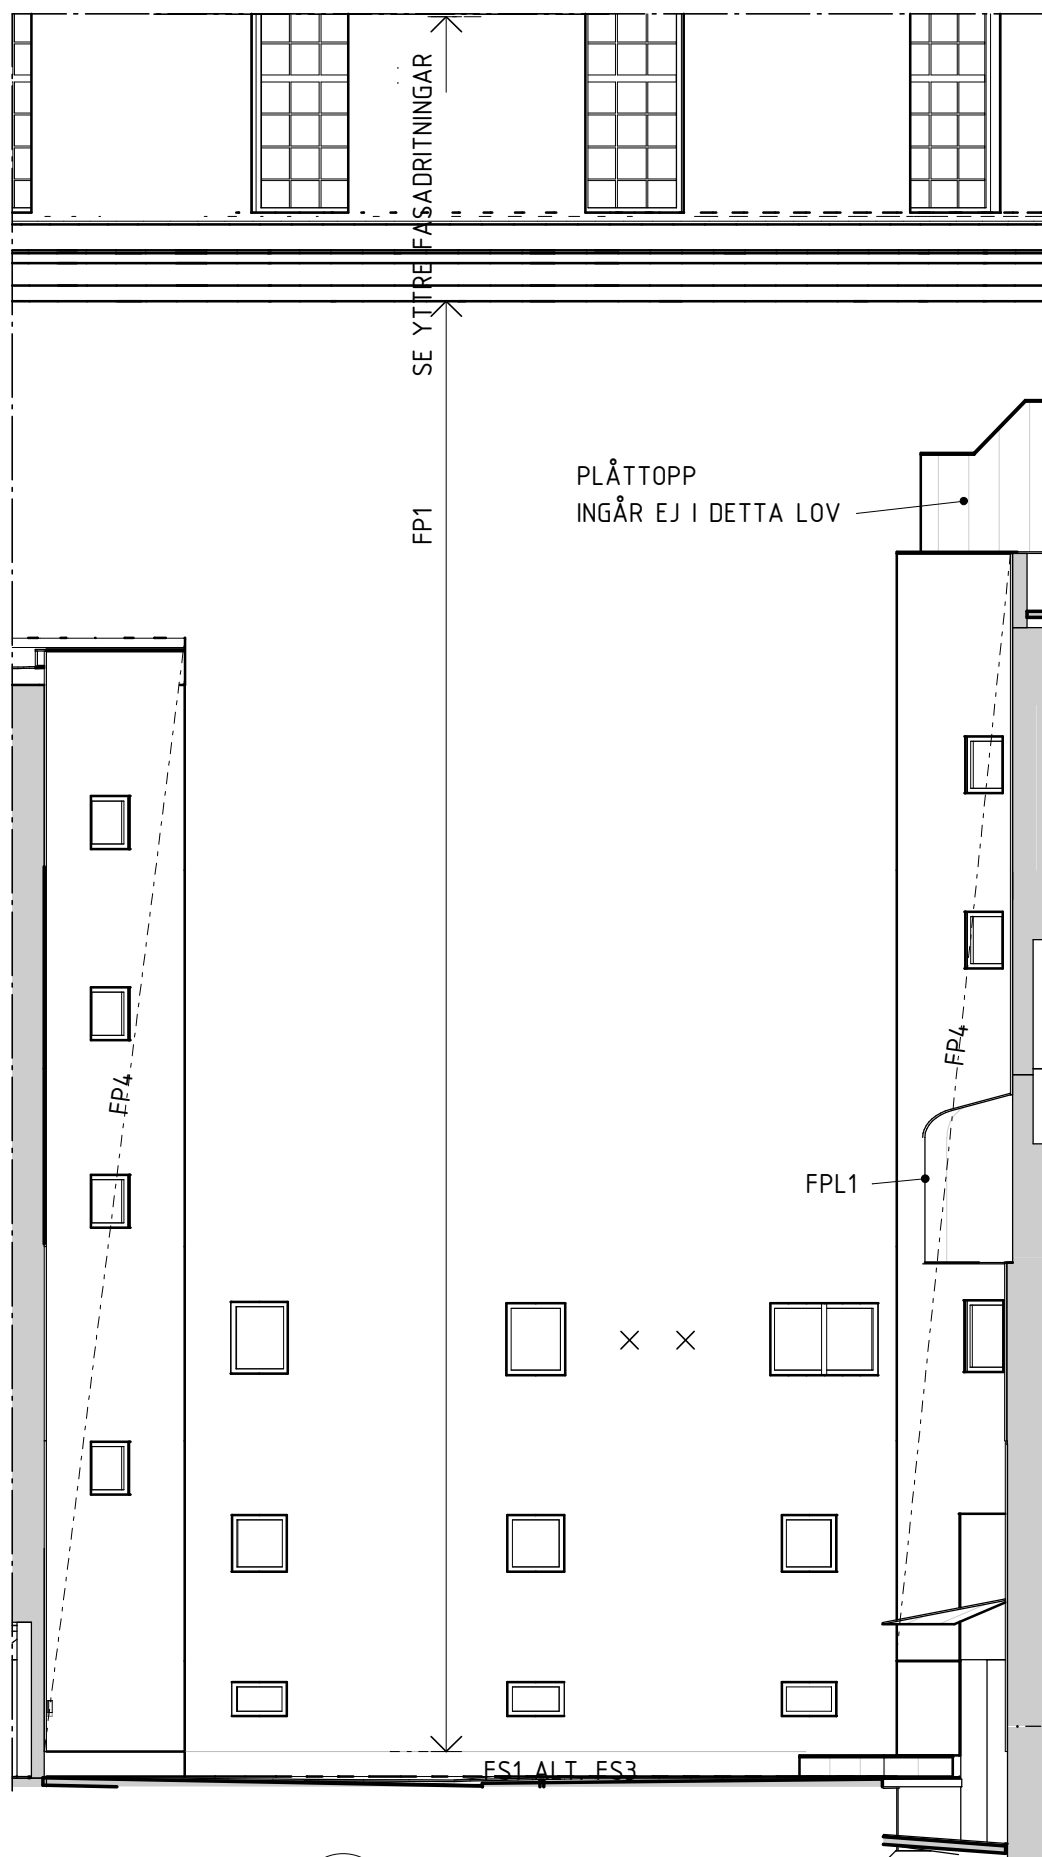 SE YTTRE FASADRITNINGAR
PLÅTTOPP
INGÅR EJ I DETTA LOV
FP1
FP4
FP4
FPL1
FS1 ALT. FS3